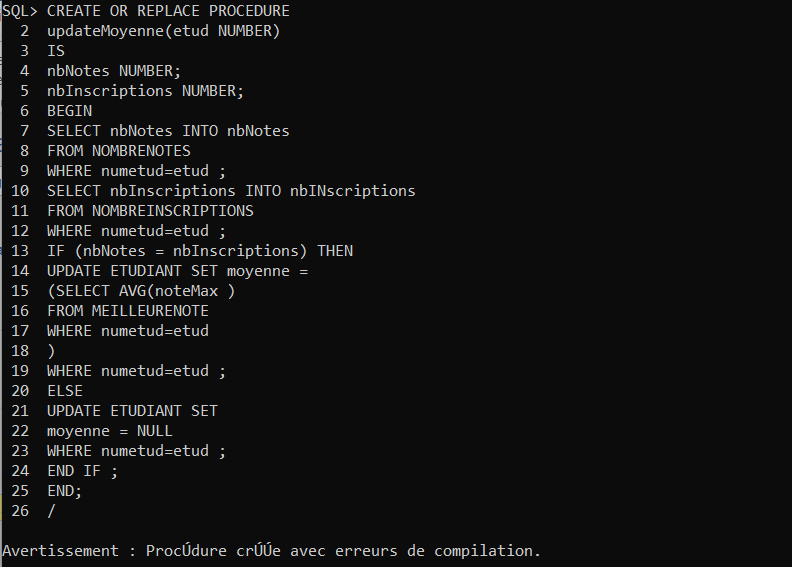 SQL> CREATE OR REPLACE PROCEDURE
2 updateMoyenne(etud NUMBER)
3 IS
4 nbNotes NUMBER;
5 nbInscriptions NUMBER;
6 BEGIN
7 SELECT nbNotes INTO nbNotes
8 FROM NOMBRENOTES
9 WHERE numetud=etud ;
10 SELECT nbInscriptions INTO nbINscriptions
11 FROM NOMBREINSCRIPTIONS
12 WHERE numetud=etud ;
13 IF (nbNotes = nbInscriptions) THEN
14 UPDATE ETUDIANT SET moyenne =
15 (SELECT AVG(noteMax )
16 FROM MEILLEURENOTE
17 WHERE numetud=etud
18 )
19 WHERE numetud=etud ;
20 ELSE
21 UPDATE ETUDIANT SET
22 moyenne = NULL
23 WHERE numetud=etud ;
24 END IF ;
25 END;
26 /
Avertissement : ProcÚdure crÚÚe avec erreurs de compilation.